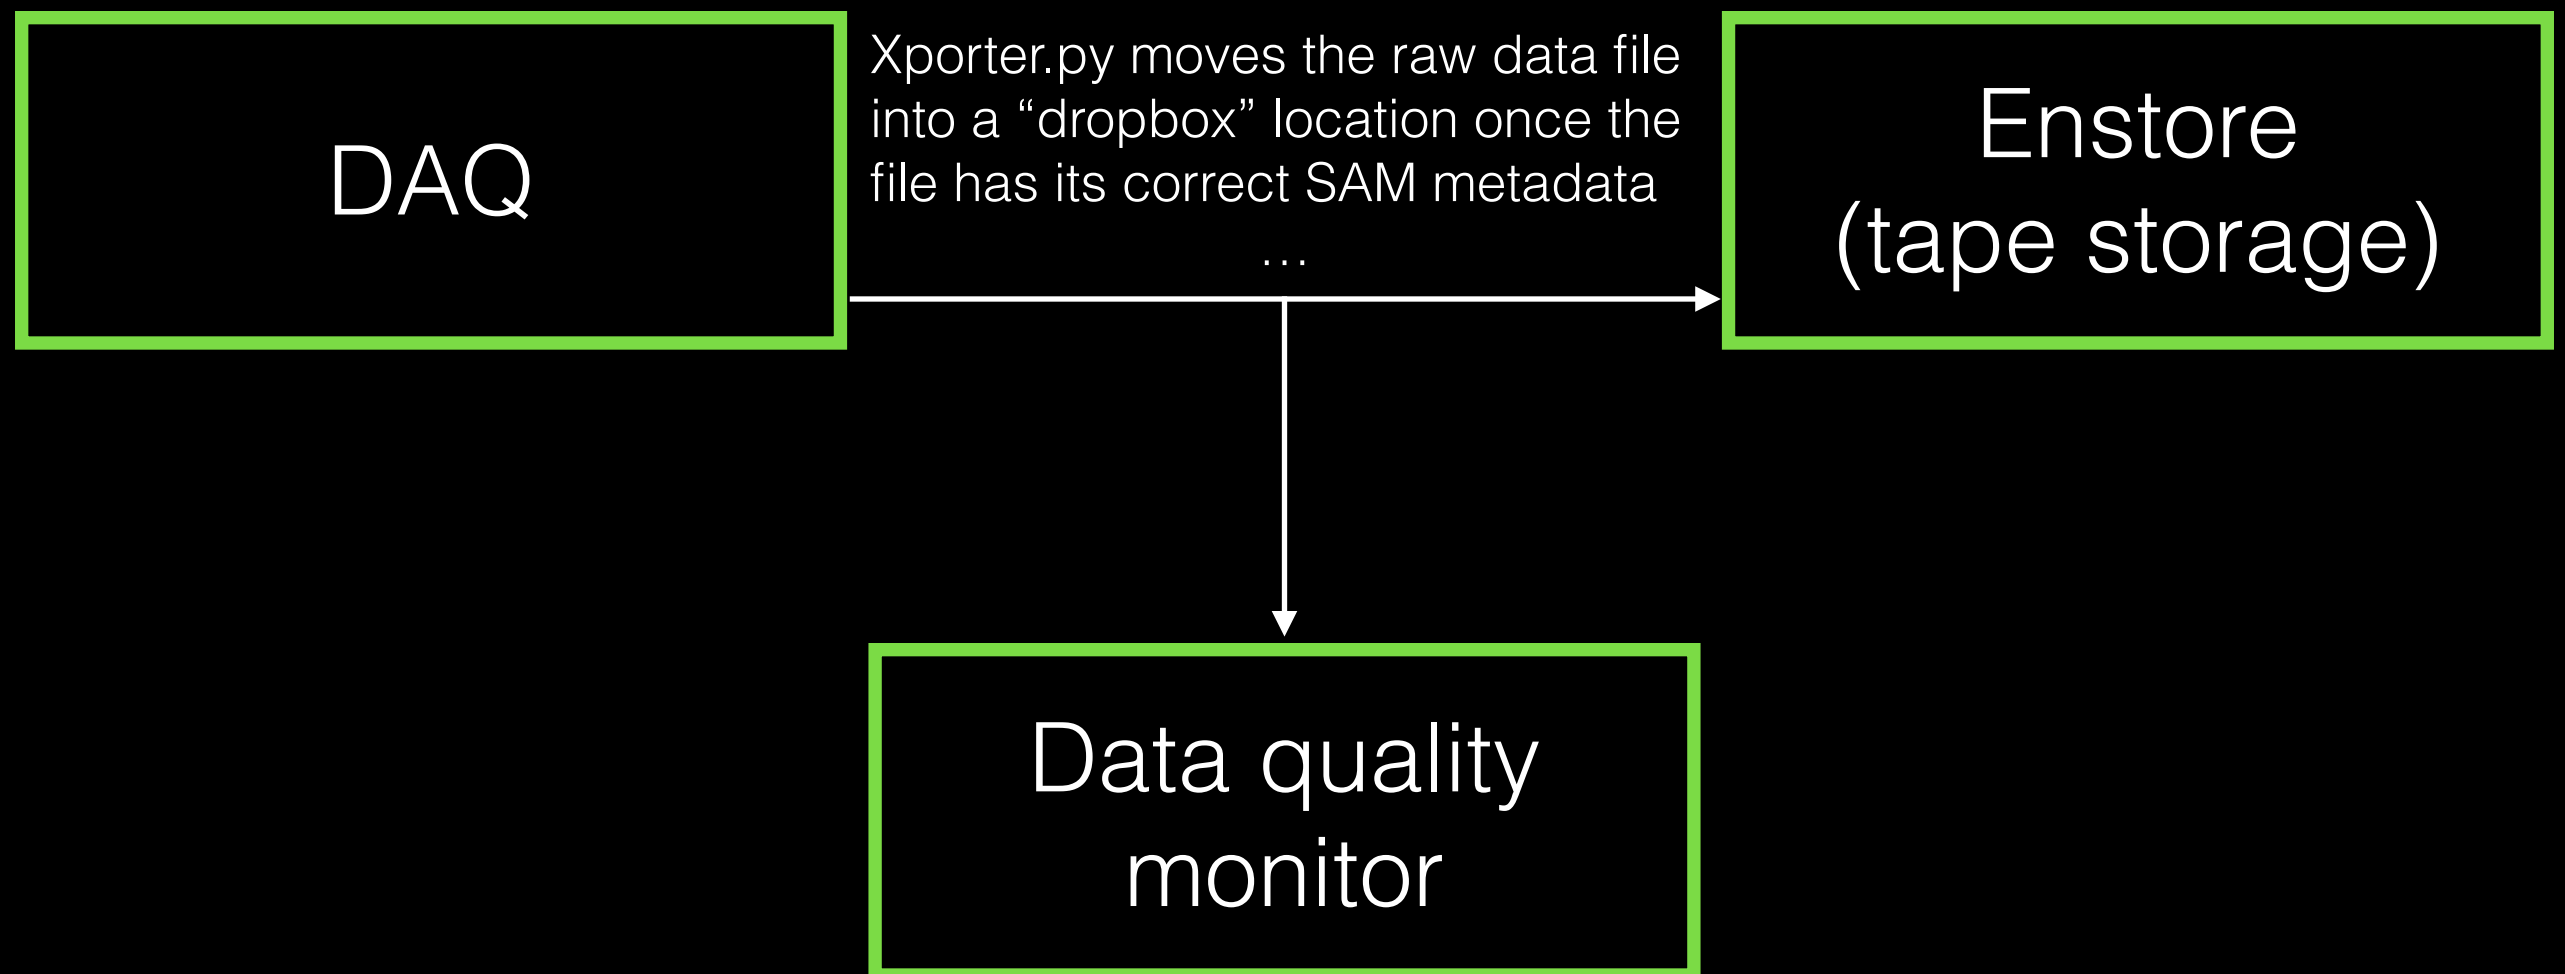 DAQ
Xporter.py moves the raw data file
into a “dropbox” location once the
file has its correct SAM metadata
…
Enstore
(tape storage)
Data quality
monitor